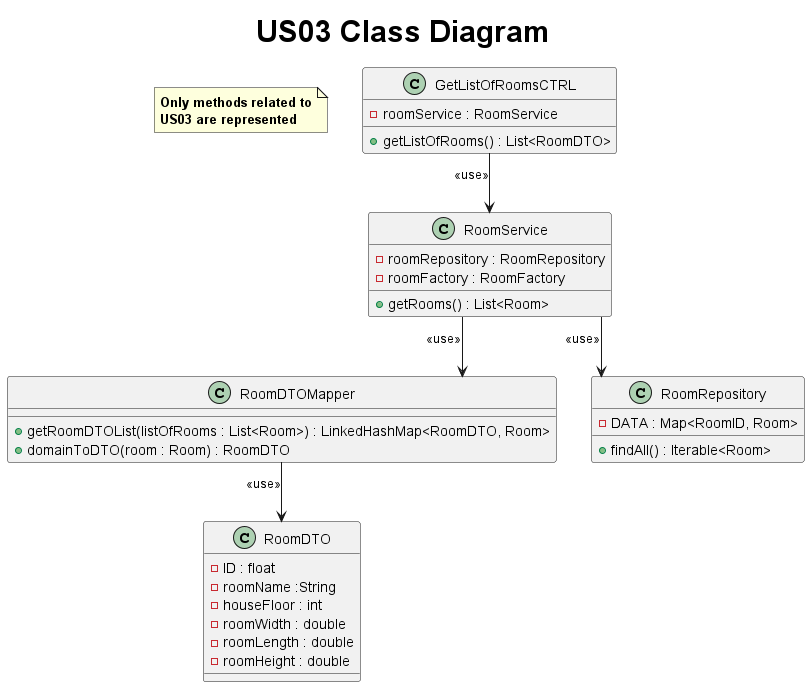 US03 Class Diagram
Only methods related to
US03 are represented
C GetListOfRoomsCTRL
roomService : RoomService
getListOfRooms() : List<RoomDTO>
«use»
C RoomService
roomRepository : RoomRepository
roomFactory : RoomFactory
getRooms() : List<Room>
«use»
«use»
C RoomDTOMapper
getRoomDTOList(listOfRooms : List<Room>) : LinkedHashMap<RoomDTO, Room>
domainToDTO(room : Room) : RoomDTO
C RoomRepository
DATA : Map<RoomID, Room>
findAll() : Iterable<Room>
«use»
C RoomDTO
ID : float
roomName :String
houseFloor : int
roomWidth : double
roomLength : double
roomHeight : double